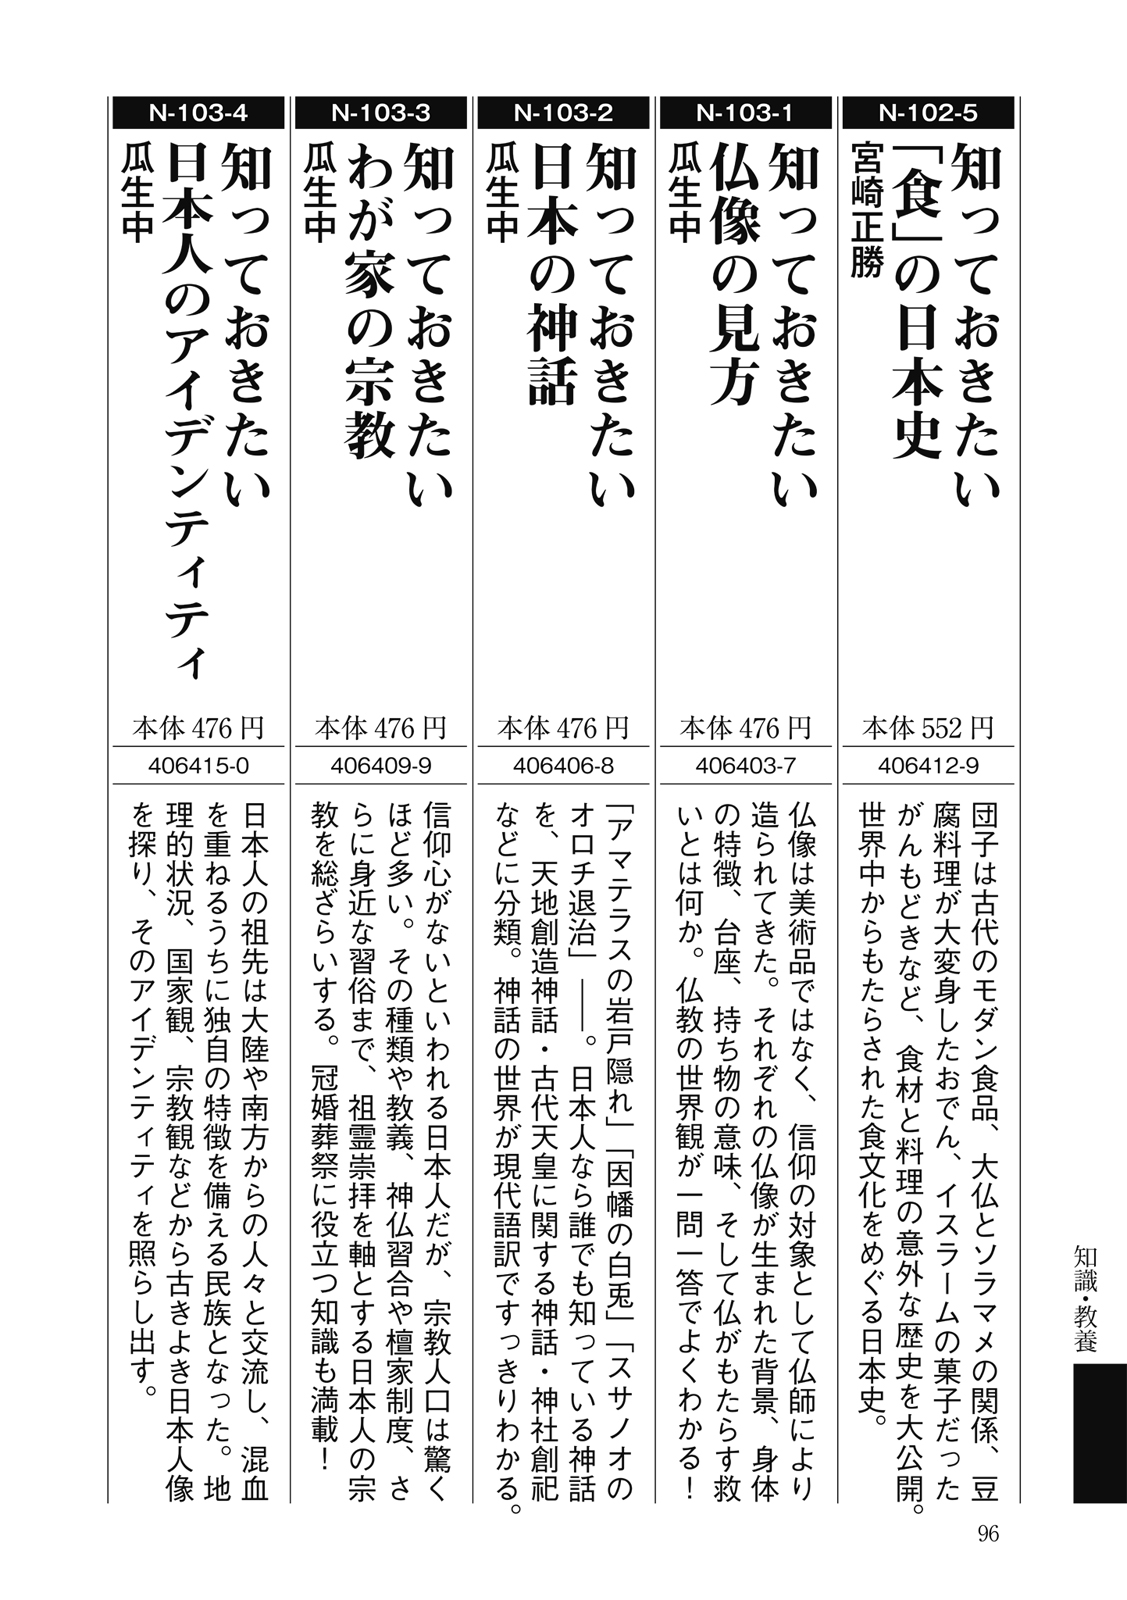 N-102-5
知っておきたい
「食」の日本史
宮崎正勝
本体 552 円
406412-9
団子は古代のモダン食品、大仏とソラマメの関係、豆
腐料理が大変身したおでん、イスラームの菓子だった
がんもどきなど、食材と料理の意外な歴史を大公開。
世界中からもたらされた食文化をめぐる日本史。
N-103-1
知っておきたい
仏像の見方
瓜生中
本体 476 円
406403-7
仏像は美術品ではなく、信仰の対象として仏師により
造られてきた。それぞれの仏像が生まれた背景、身体
の特徴、台座、持ち物の意味、そして仏がもたらす救
いとは何か。仏教の世界観が一問一答でよくわかる！
N-103-2
知っておきたい
日本の神話
瓜生中
本体 476 円
406406-8
「アマテラスの岩戸隠れ」「因幡の白兎」「スサノオの
オロチ退治」――。日本人なら誰でも知っている神話
を、天地創造神話・古代天皇に関する神話・神社創祀
などに分類。神話の世界が現代語訳ですっきりわかる。
N-103-3
知っておきたい
わが家の宗教
瓜生中
本体 476 円
406409-9
信仰心がないといわれる日本人だが、宗教人口は驚く
ほど多い。その種類や教義、神仏習合や檀家制度、さ
らに身近な習俗まで、祖霊崇拝を軸とする日本人の宗
教を総ざらいする。冠婚葬祭に役立つ知識も満載！
N-103-4
知っておきたい
日本人のアイデンティティ
瓜生中
本体 476 円
406415-0
日本人の祖先は大陸や南方からの人々と交流し、混血
を重ねるうちに独自の特徴を備える民族となった。地
理的状況、国家観、宗教観などから古きよき日本人像
を探り、そのアイデンティティを照らし出す。
知識・教養
96